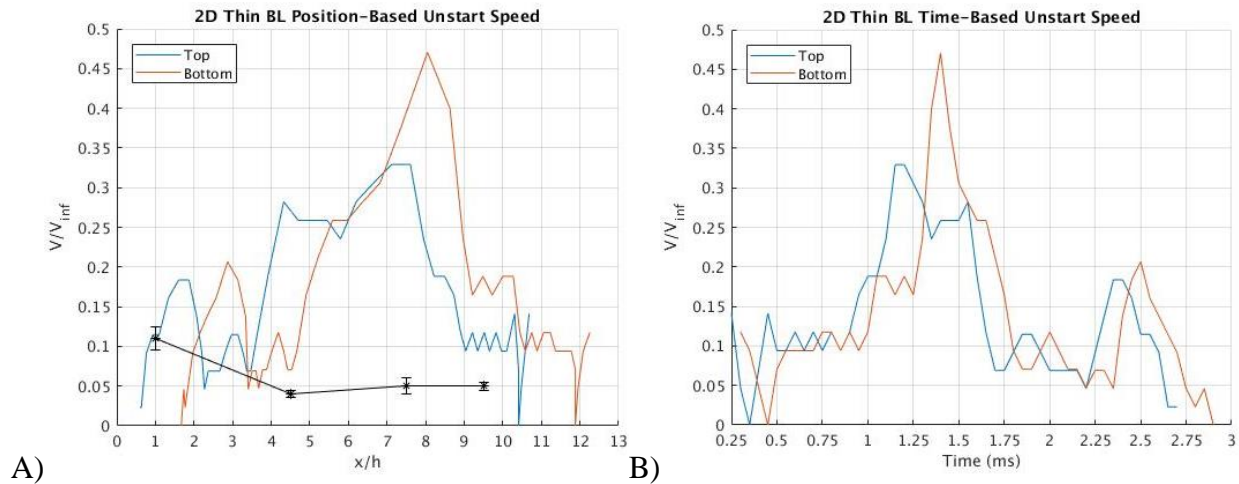 2D Thin BL Position-Based Unstart Speed
Top
Bottom
0.5
0.45
0.4
0.35
0.3
0.25
0.2
0.15
0.1
0.05
0
V/V_inf
0 1 2 3 4 5 6 7 8 9 10 11 12 13
x/h
A)
2D Thin BL Time-Based Unstart Speed
Top
Bottom
0.5
0.45
0.4
0.35
0.3
0.25
0.2
0.15
0.1
0.05
0
V/V_inf
0.25 0.5 0.75 1 1.25 1.5 1.75 2 2.25 2.5 2.75 3
Time (ms)
B)